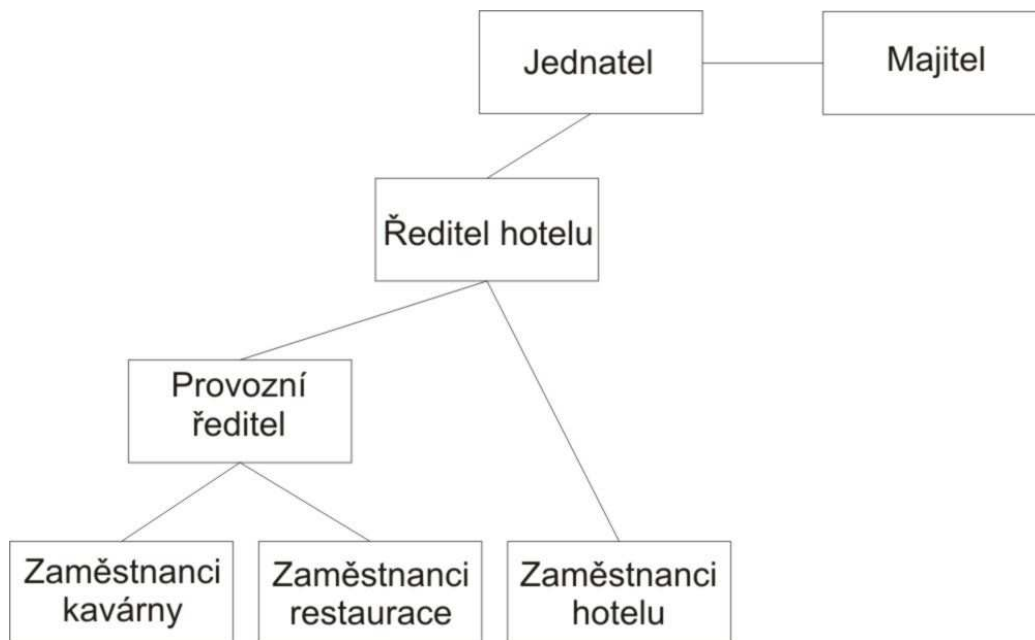 Jednatel
Majitel
Ředitel hotelu
Provozní
ředitel
Zaměstnanci
kavárny
Zaměstnanci
restaurace
Zaměstnanci
hotelu